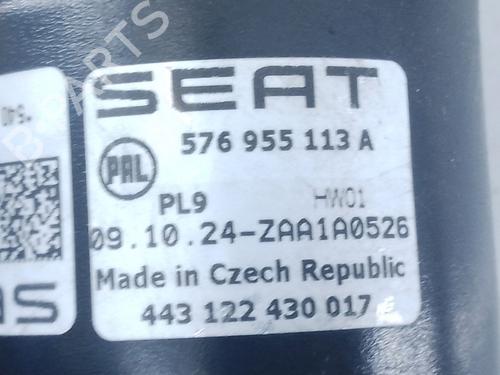 SEAT
576 955 113 A
PAL
PL9 HW01
09.10.24-ZAA1A0526
Made in Czech Republic
443 122 430 017